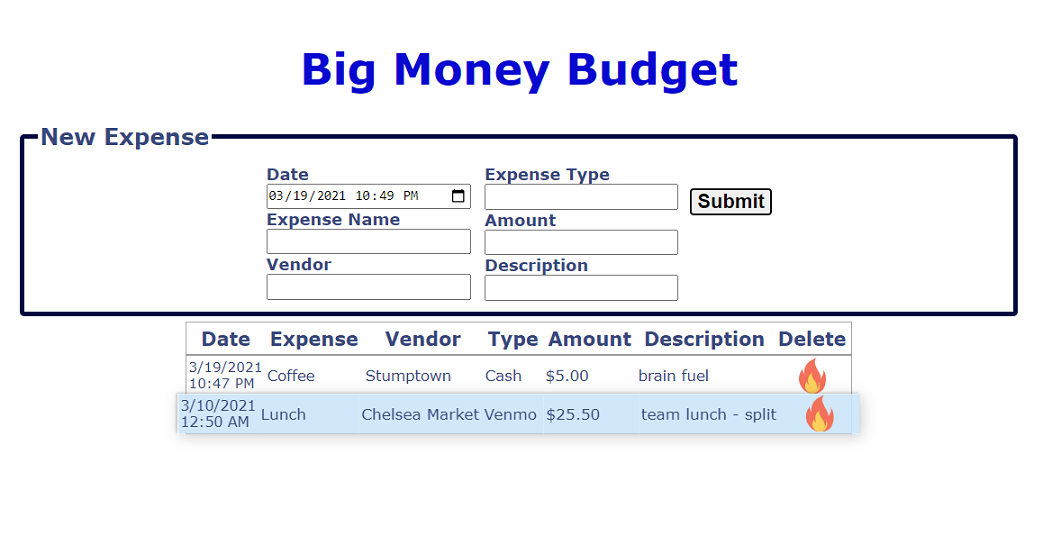 Big Money Budget
New Expense
Date
Expense Type
03/19/2021 10:49 PM
Submit
Expense Name
Amount
Vendor
Description
Date Expense Vendor Type Amount Description Delete
3/19/2021
10:47 PM Coffee Stumptown Cash $5.00 brain fuel
3/10/2021
12:50 AM Lunch Chelsea Market Venmo $25.50 team lunch - split